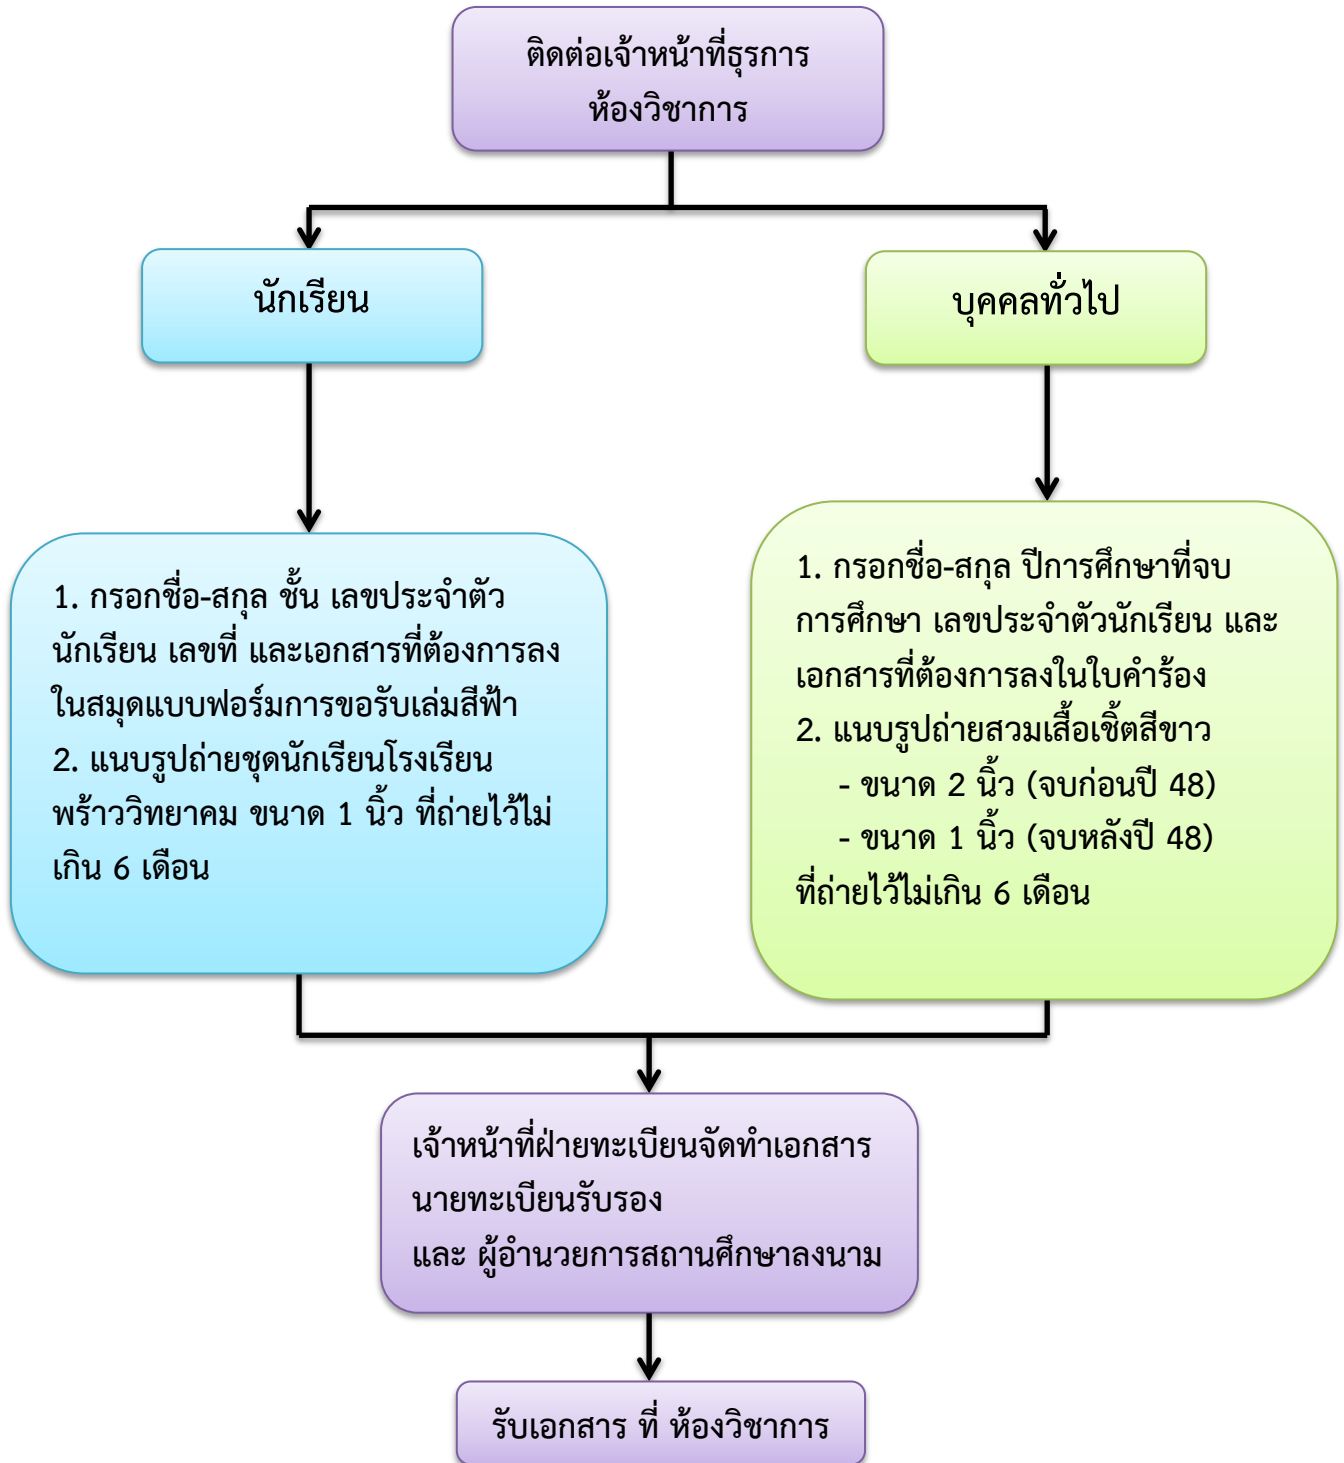 ติดต่อเจ้าหน้าที่ธุรการ
ห้องวิชาการ
นักเรียน
บุคคลทั่วไป
1. กรอกชื่อ-สกุล ชั้น เลขประจำตัว
นักเรียน เลขที่ และเอกสารที่ต้องการลง
ในสมุดแบบฟอร์มการขอรับเล่มสีฟ้า
2. แนบรูปถ่ายชุดนักเรียนโรงเรียน
พร้าววิทยาคม ขนาด 1 นิ้ว ที่ถ่ายไว้ไม่
เกิน 6 เดือน
1. กรอกชื่อ-สกุล ปีการศึกษาที่จบ
การศึกษา เลขประจำตัวนักเรียน และ
เอกสารที่ต้องการลงในใบคำร้อง
2. แนบรูปถ่ายสวมเสื้อเชิ้ตสีขาว
- ขนาด 2 นิ้ว (จบก่อนปี 48)
- ขนาด 1 นิ้ว (จบหลังปี 48)
ที่ถ่ายไว้ไม่เกิน 6 เดือน
เจ้าหน้าที่ฝ่ายทะเบียนจัดทำเอกสาร
นายทะเบียนรับรอง
และ ผู้อำนวยการสถานศึกษาลงนาม
รับเอกสาร ที่ ห้องวิชาการ